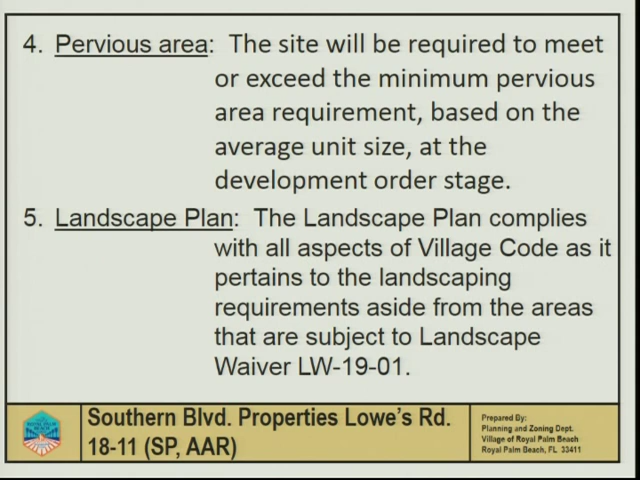 4. Pervious area: The site will be required to meet
or exceed the minimum pervious
area requirement, based on the
average unit size, at the
development order stage.
5. Landscape Plan: The Landscape Plan complies
with all aspects of Village Code as it
pertains to the landscaping
requirements aside from the areas
that are subject to Landscape
Waiver LW-19-01.
Southern Blvd. Properties Lowe's Rd.
18-11 (SP, AAR)
Prepared By:
Planning and Zoning Dept.
Village of Royal Palm Beach
Royal Palm Beach, FL 33411